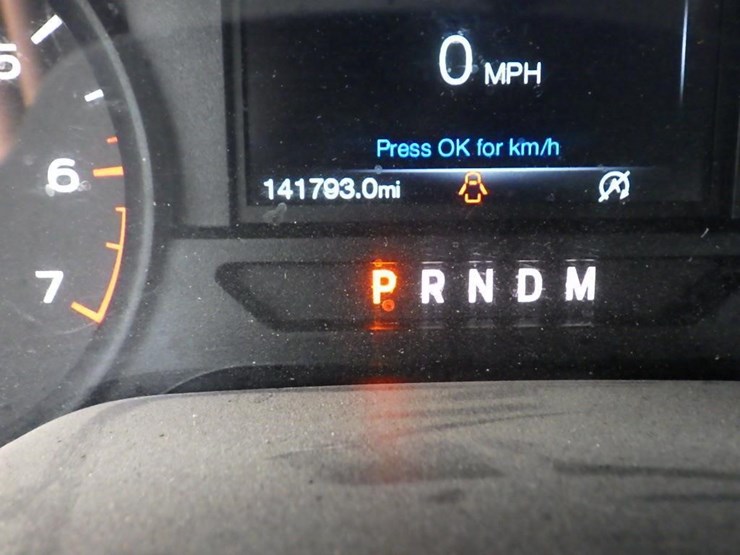 0 MPH
Press OK for km/h
141793.0mi
5
6
7
P R N D M